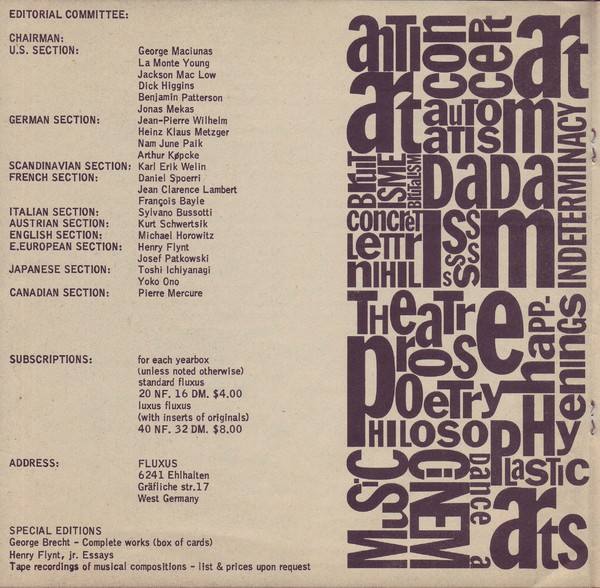 EDITORIAL COMMITTEE:
CHAIRMAN:
U.S. SECTION: George Maciunas
La Monte Young
Jackson Mac Low
Dick Higgins
Benjamin Patterson
Jonas Mekas
GERMAN SECTION: Jean-Pierre Wilhelm
Heinz Klaus Metzger
Nam June Paik
Arthur Køpcke
SCANDINAVIAN SECTION: Karl Erik Welin
FRENCH SECTION: Daniel Spoerri
Jean Clarence Lambert
François Bayle
ITALIAN SECTION: Sylvano Bussotti
AUSTRIAN SECTION: Kurt Schwertsik
ENGLISH SECTION: Michael Horowitz
E.EUROPEAN SECTION: Henry Flynt
Josef Patkowski
JAPANESE SECTION: Toshi Ichiyanagi
Yoko Ono
CANADIAN SECTION: Pierre Mercure
SUBSCRIPTIONS: for each yearbox
(unless noted otherwise)
standard fluxus
20 NF. 16 DM. $4.00
luxus fluxus
(with inserts of originals)
40 NF. 32 DM. $8.00
ADDRESS: FLUXUS
6241 Ehlhalten
Gräfliche str.17
West Germany
SPECIAL EDITIONS
George Brecht - Complete works (box of cards)
Henry Flynt, jr. Essays
Tape recordings of musical compositions - list & prices upon request
anTi
art
conCepRt
art
automatism
BRuitISME
BRutalISM
DaDa
INDETERMINACY
concret
Lettr
NIHIL
Issssssm
THeatre
prose
Poetry
PHILosoPHy
happenings
MusiC
DanCe
PLasTiC
arts